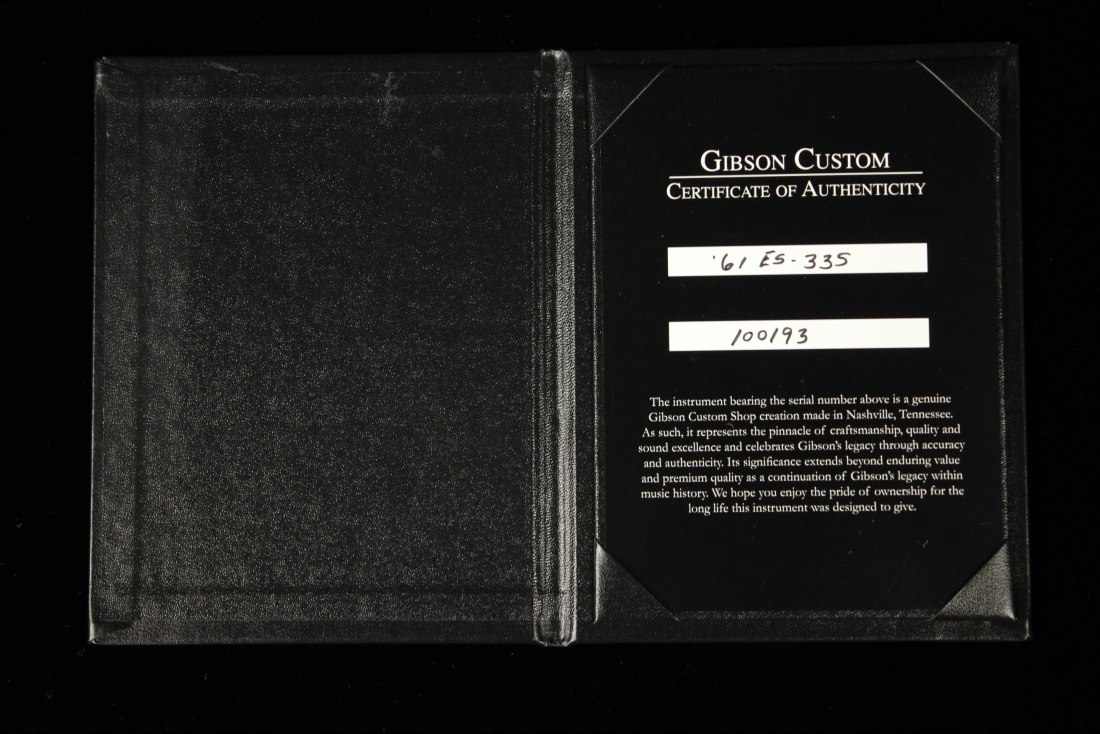 GIBSON CUSTOM
CERTIFICATE OF AUTHENTICITY
'61 ES-335
100193
The instrument bearing the serial number above is a genuine
Gibson Custom Shop creation made in Nashville, Tennessee.
As such, it represents the pinnacle of craftsmanship, quality and
sound excellence and celebrates Gibson's legacy through accuracy
and authenticity. Its significance extends beyond enduring value
and premium quality as a continuation of Gibson's legacy within
music history. We hope you enjoy the pride of ownership for the
long life this instrument was designed to give.